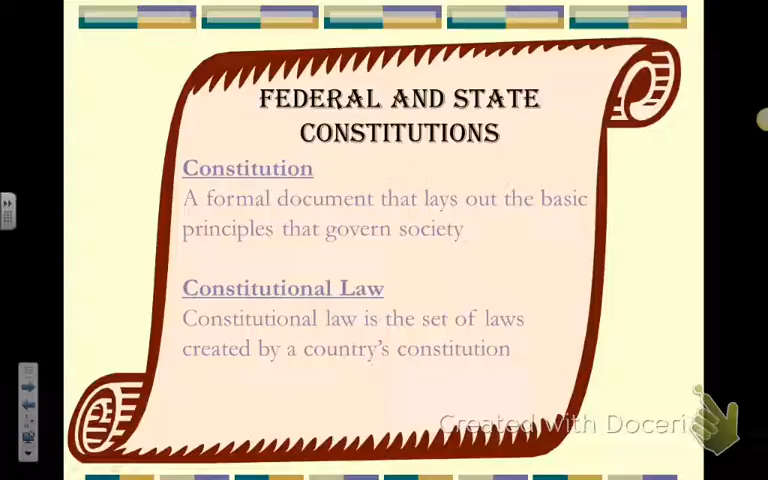 FEDERAL AND STATE
CONSTITUTIONS
Constitution
A formal document that lays out the basic
principles that govern society
Constitutional Law
Constitutional law is the set of laws
created by a country's constitution
Created with Doceri